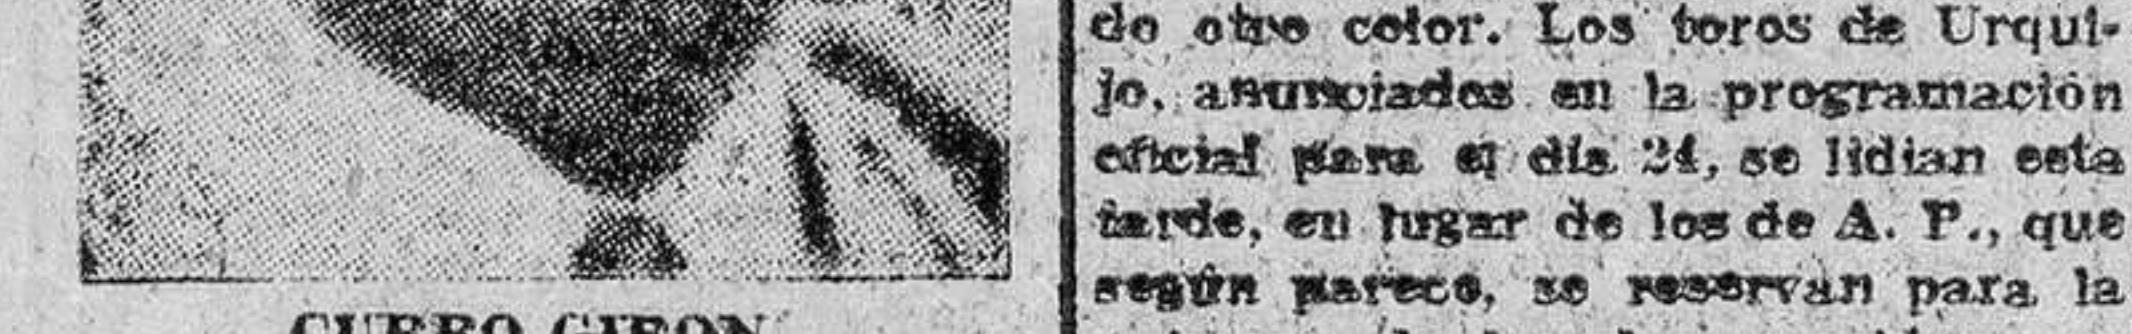 de otro color. Los toros de Urqui-
jo, anunciados en la programación
oficial para el día 24, se lidian esta
tarde, en lugar de los de A. P., que
según parece, se reservan para la
CURRO GIRON